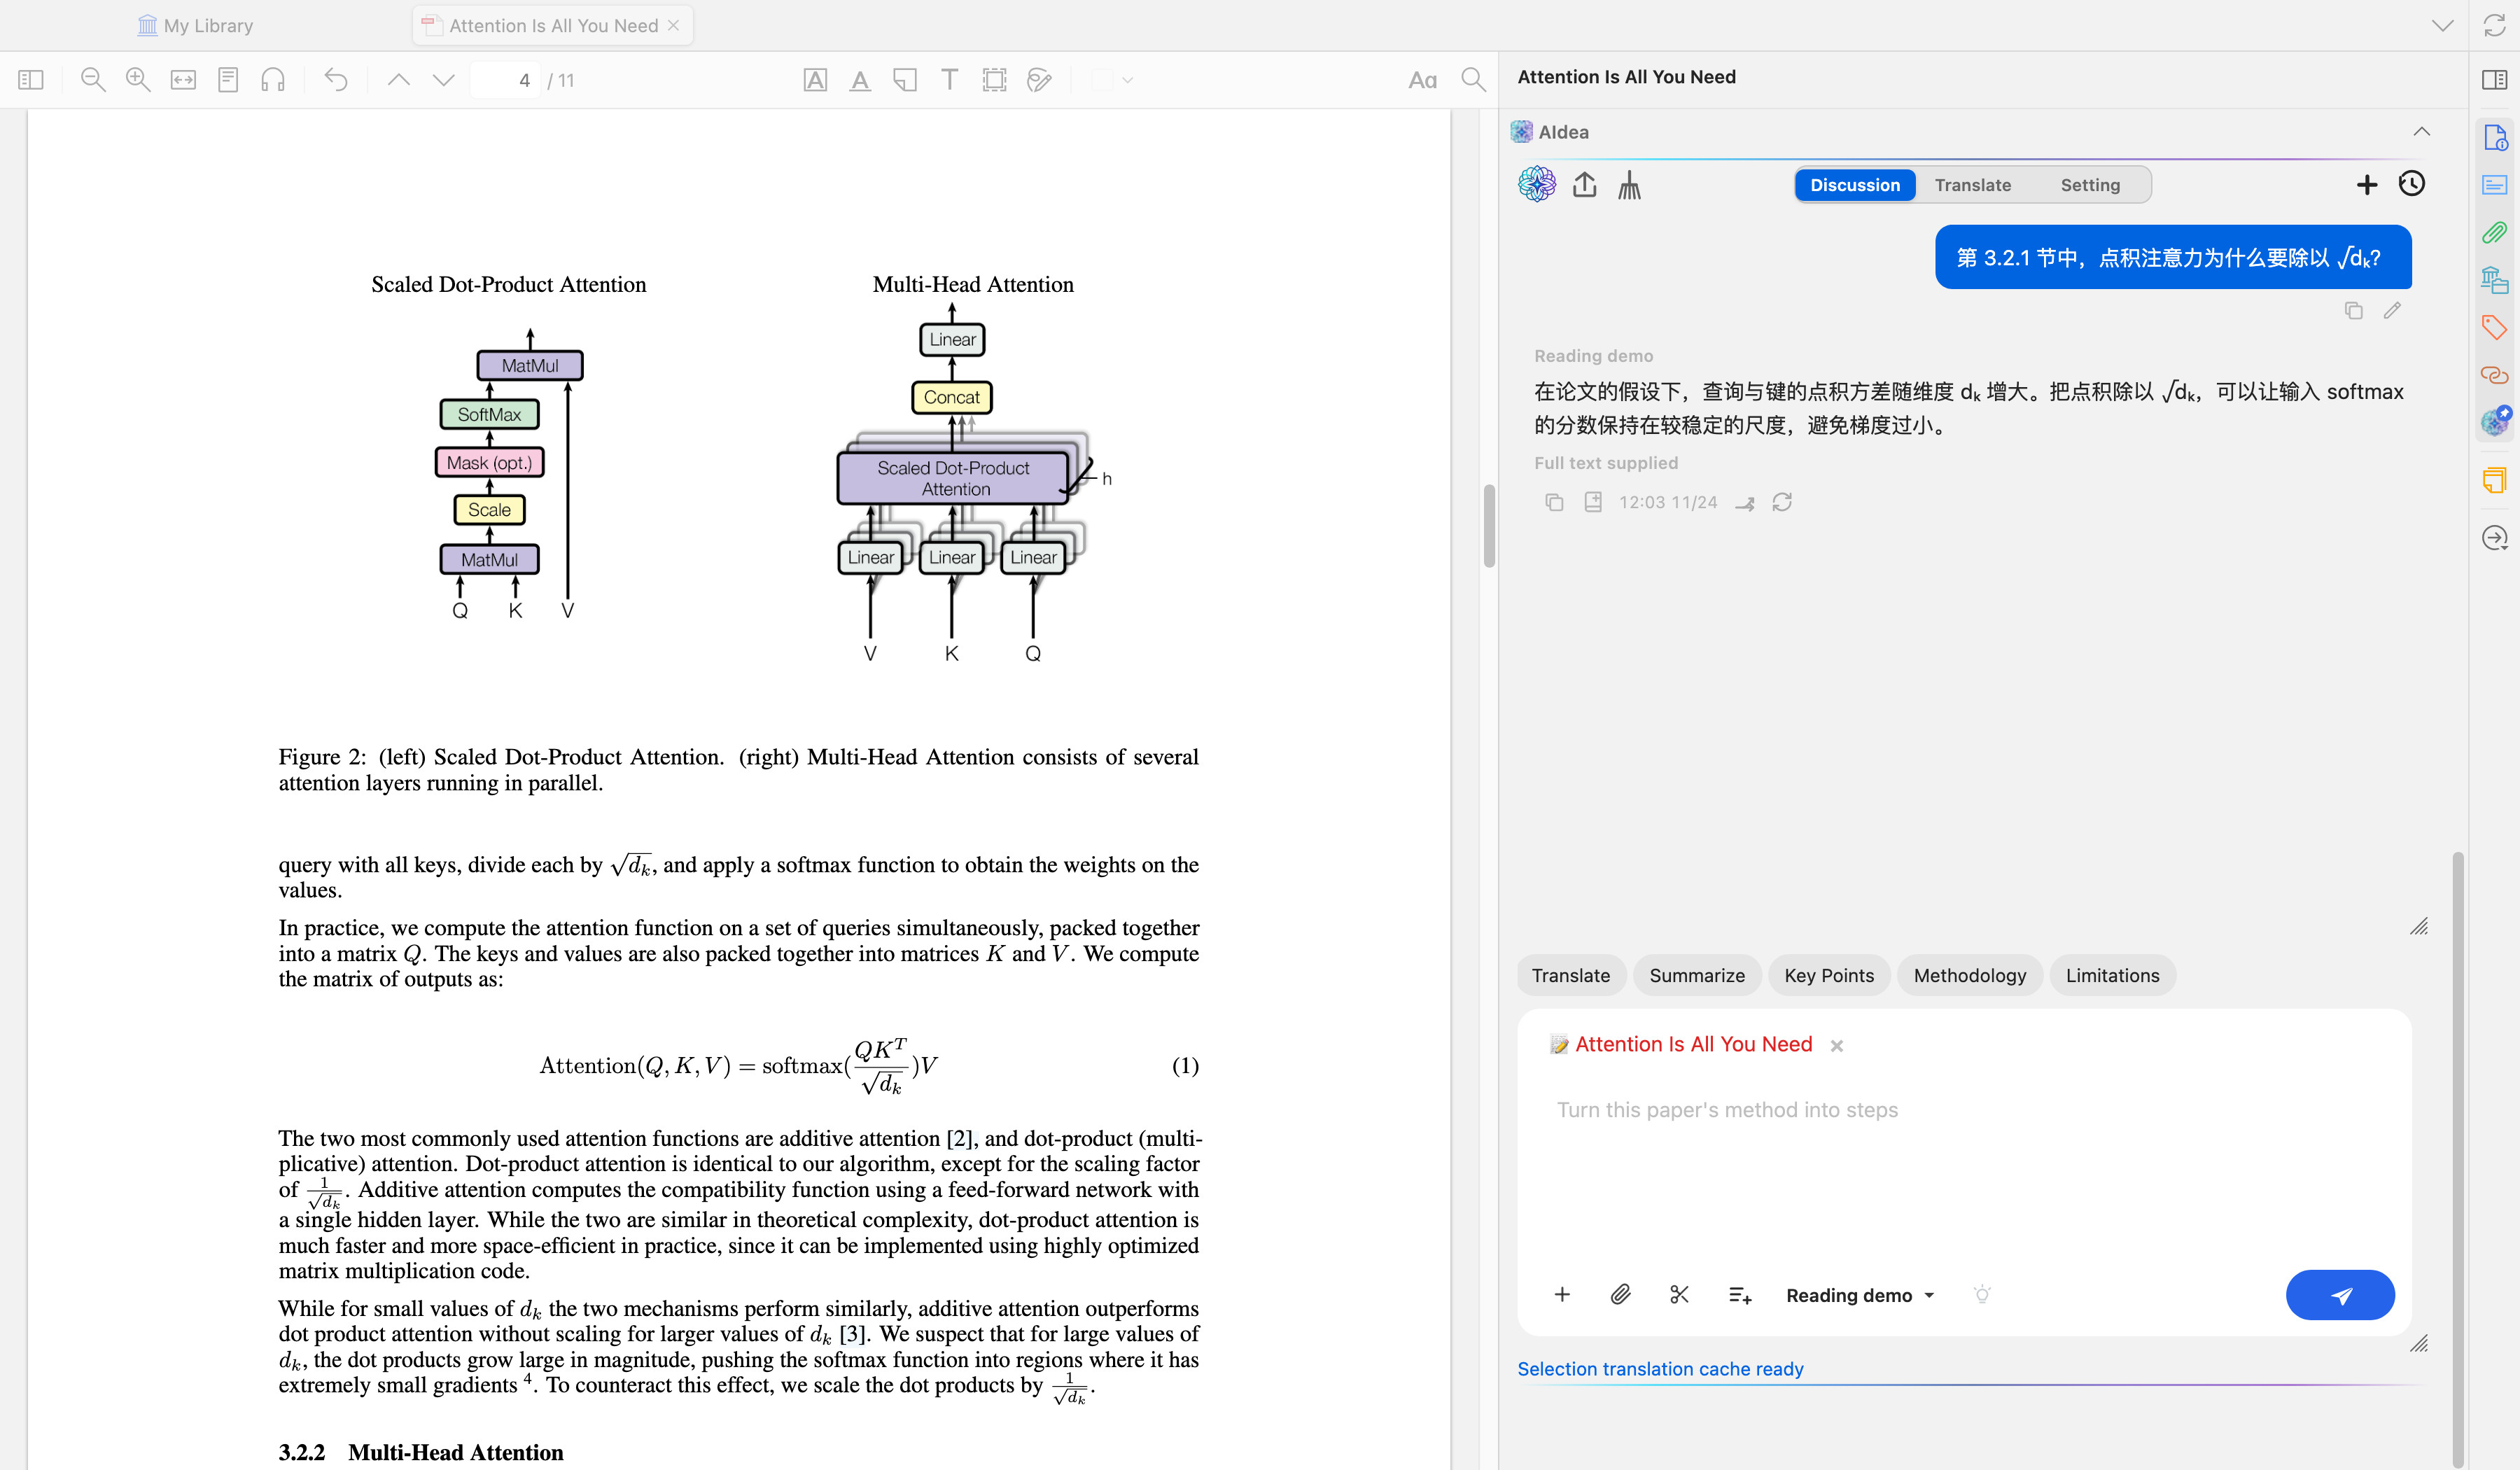 My Library
Attention Is All You Need
4 / 11
Aa
Scaled Dot-Product Attention
MatMul
SoftMax
Mask (opt.)
Scale
MatMul
Q K V
Multi-Head Attention
Linear
Concat
Scaled Dot-Product
Attention
h
Linear Linear Linear
V K Q
Figure 2: (left) Scaled Dot-Product Attention. (right) Multi-Head Attention consists of several
attention layers running in parallel.
query with all keys, divide each by √dₖ, and apply a softmax function to obtain the weights on the
values.
In practice, we compute the attention function on a set of queries simultaneously, packed together
into a matrix Q. The keys and values are also packed together into matrices K and V. We compute
the matrix of outputs as:
Attention(Q, K, V) = softmax(QKᵀ/√dₖ)V (1)
The two most commonly used attention functions are additive attention [2], and dot-product (multi-
plicative) attention. Dot-product attention is identical to our algorithm, except for the scaling factor
of 1/√dₖ. Additive attention computes the compatibility function using a feed-forward network with
a single hidden layer. While the two are similar in theoretical complexity, dot-product attention is
much faster and more space-efficient in practice, since it can be implemented using highly optimized
matrix multiplication code.
While for small values of dₖ the two mechanisms perform similarly, additive attention outperforms
dot product attention without scaling for larger values of dₖ [3]. We suspect that for large values of
dₖ, the dot products grow large in magnitude, pushing the softmax function into regions where it has
extremely small gradients ⁴. To counteract this effect, we scale the dot products by 1/√dₖ.
3.2.2 Multi-Head Attention
Attention Is All You Need
AIdea
Discussion Translate Setting
第 3.2.1 节中，点积注意力为什么要除以 √dₖ?
Reading demo
在论文的假设下，查询与键的点积方差随维度 dₖ 增大。把点积除以 √dₖ，可以让输入 softmax
的分数保持在较稳定的尺度，避免梯度过小。
Full text supplied
12:03 11/24
Translate Summarize Key Points Methodology Limitations
Attention Is All You Need
Turn this paper's method into steps
Reading demo
Selection translation cache ready